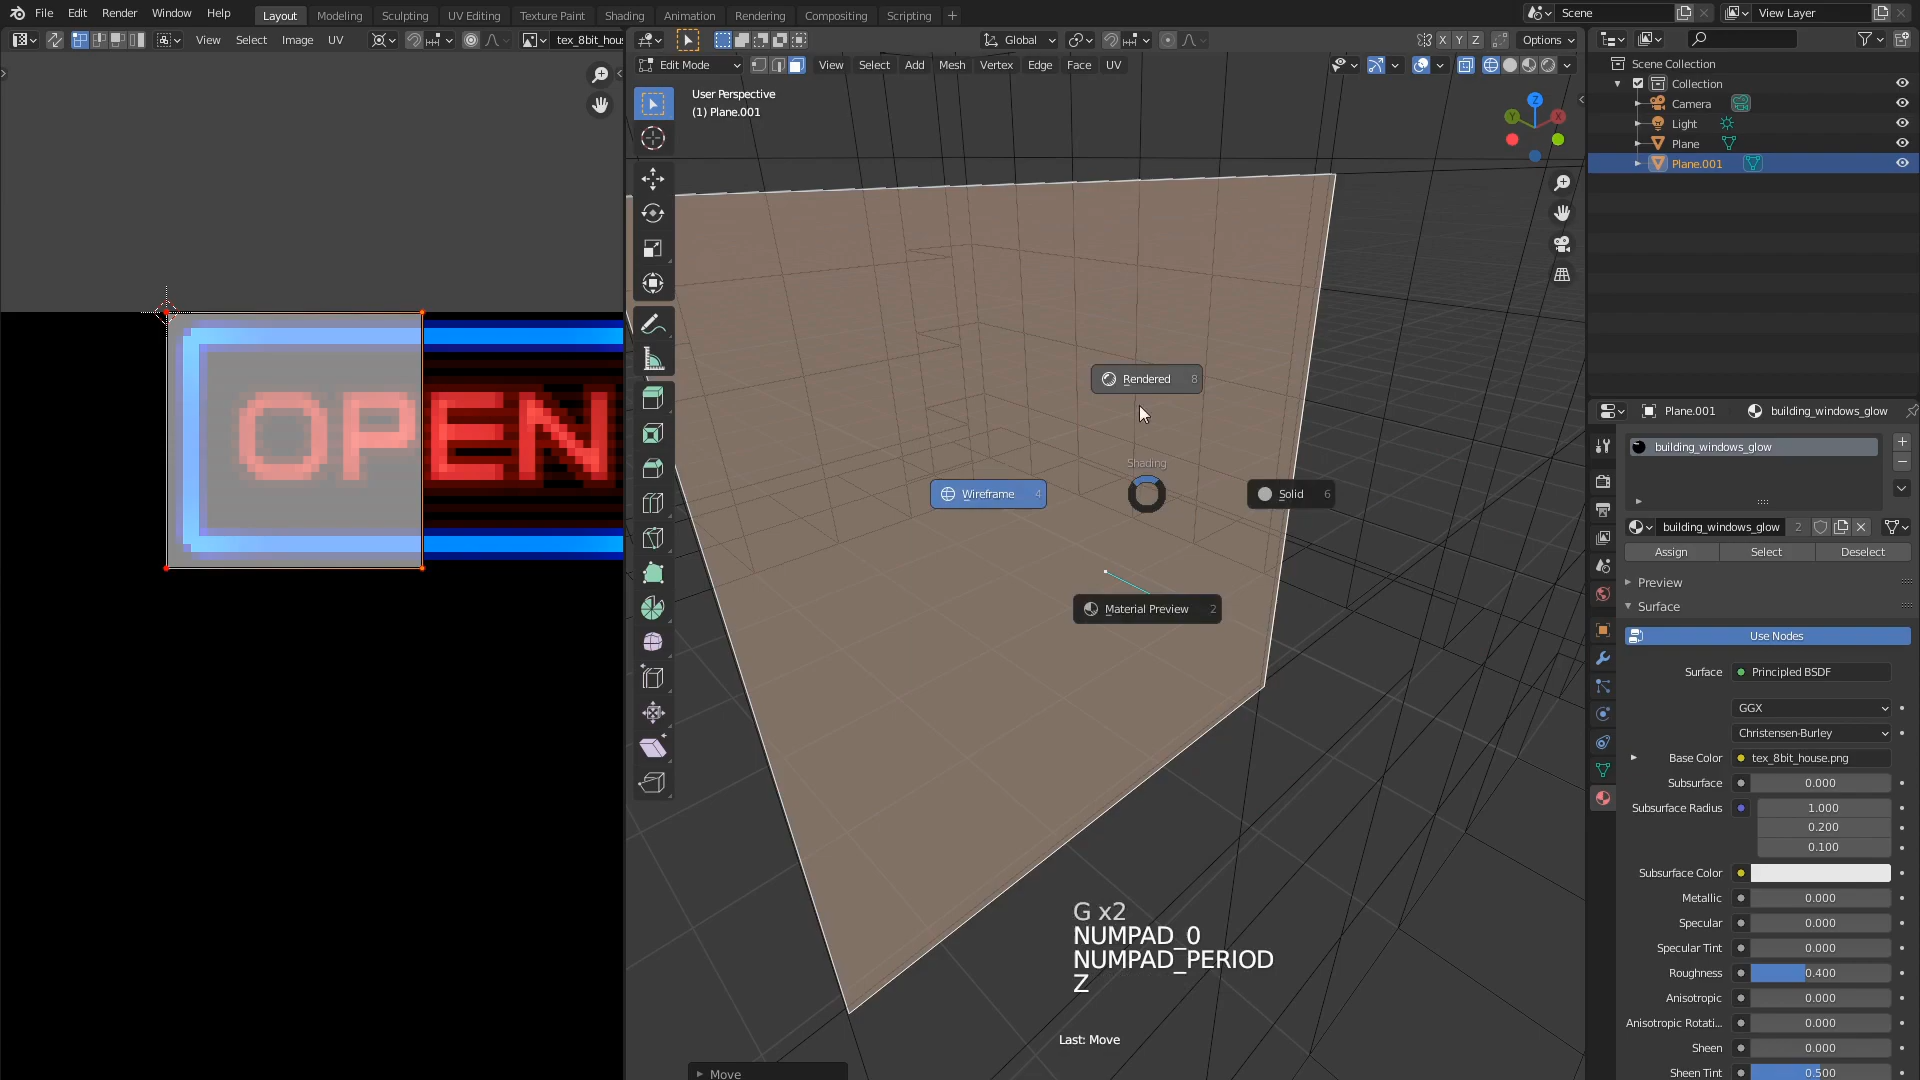 File Edit Render Window Help
Layout Modeling Sculpting UV Editing Texture Paint Shading Animation Rendering Compositing Scripting +
Scene
View Layer
View Select Image UV
tex_8bit_hou
Global
X Y Z
Options
Edit Mode
View Select Add Mesh Vertex Edge Face UV
User Perspective
(1) Plane.001
Z
Y
X
OPEN
Rendered 8
Shading
Wireframe 4
Solid 6
Material Preview 2
G x2
NUMPAD_0
NUMPAD_PERIOD
Z
Last: Move
Move
Scene Collection
Collection
Camera
Light
Plane
Plane.001
Plane.001
building_windows_glow
building_windows_glow
building_windows_glow 2
Assign Select Deselect
Preview
Surface
Use Nodes
Surface Principled BSDF
GGX
Christensen-Burley
Base Color tex_8bit_house.png
Subsurface 0.000
Subsurface Radius 1.000
0.200
0.100
Subsurface Color
Metallic 0.000
Specular 0.000
Specular Tint 0.000
Roughness 0.400
Anisotropic 0.000
Anisotropic Rotati... 0.000
Sheen 0.000
Sheen Tint 0.500